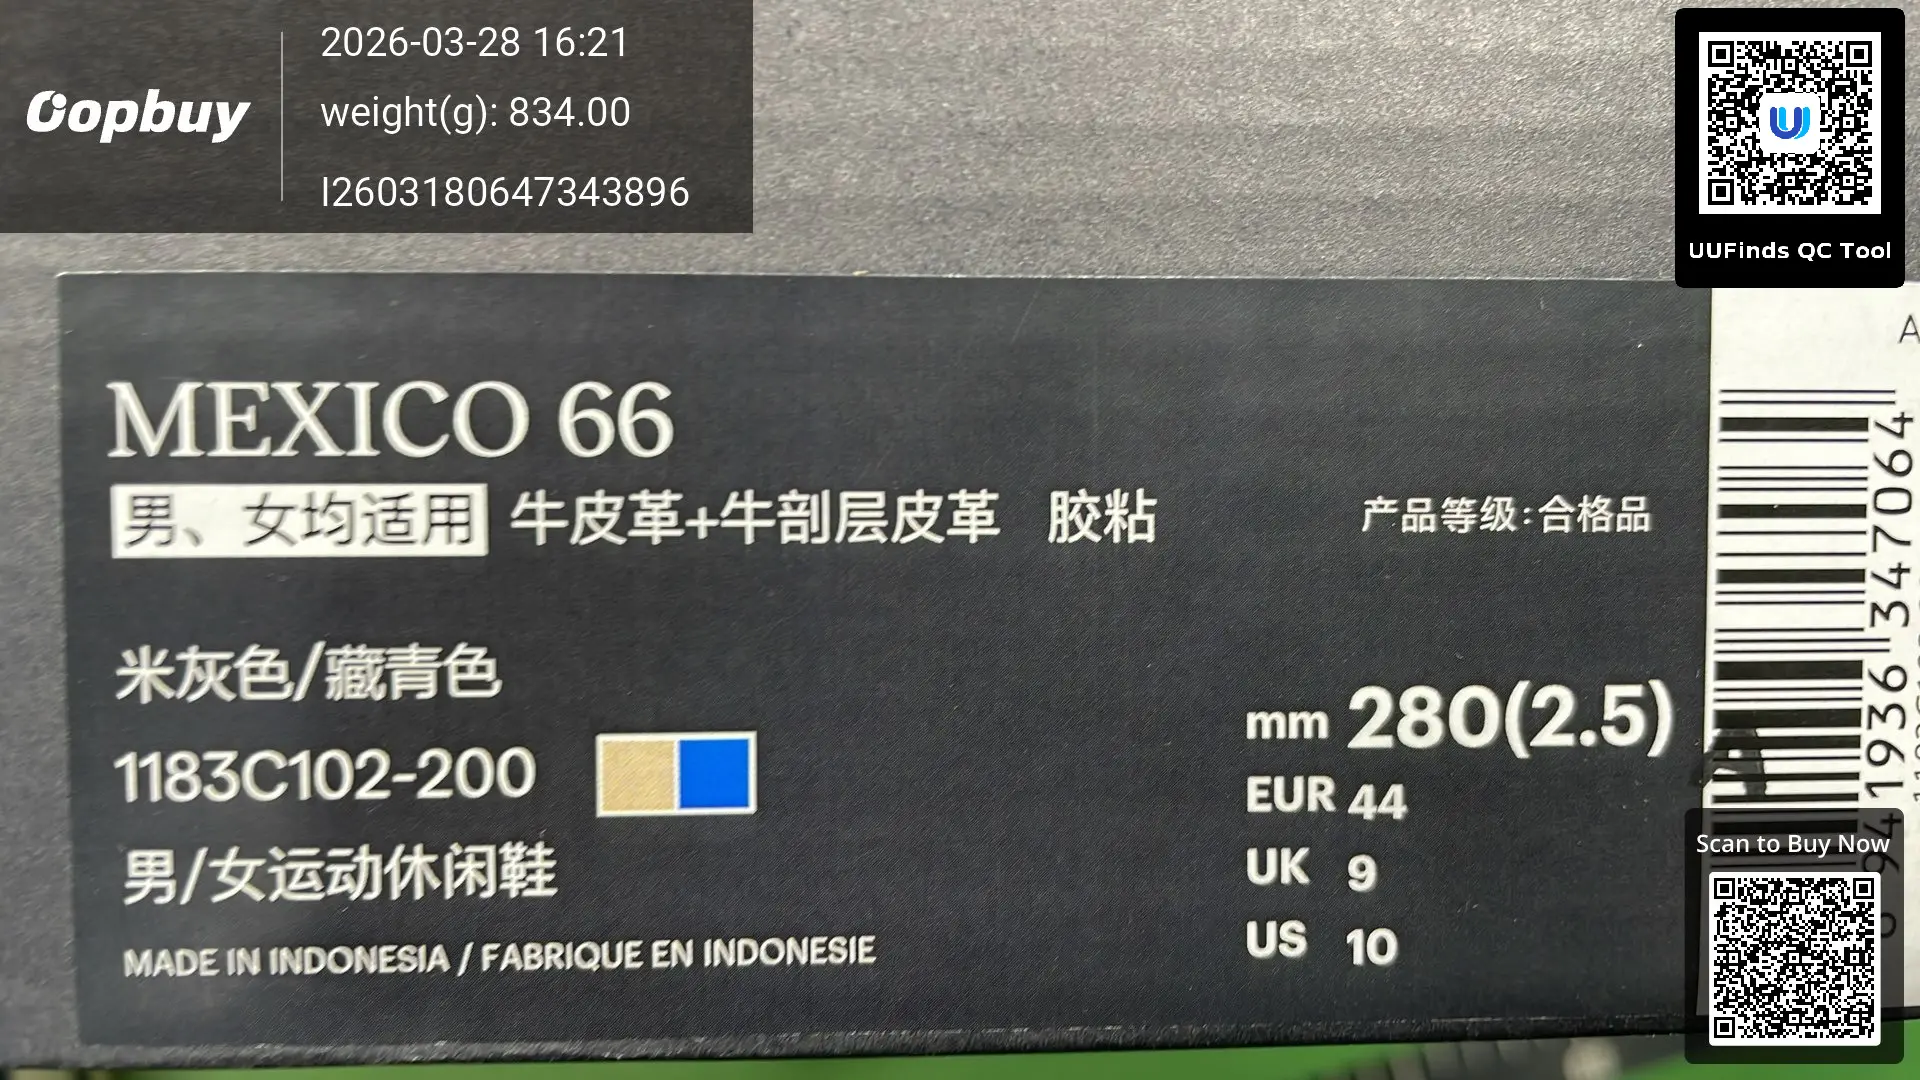 Oopbuy
2026-03-28 16:21
weight(g): 834.00
I2603180647343896
UUFinds QC Tool
MEXICO 66
男、女均适用 牛皮革+牛剖层皮革 胶粘
产品等级:合格品
米灰色/藏青色
1183C102-200
男/女运动休闲鞋
MADE IN INDONESIA / FABRIQUE EN INDONESIE
mm 280(2.5)
EUR 44
UK 9
US 10
A
1936 347064
Scan to Buy Now